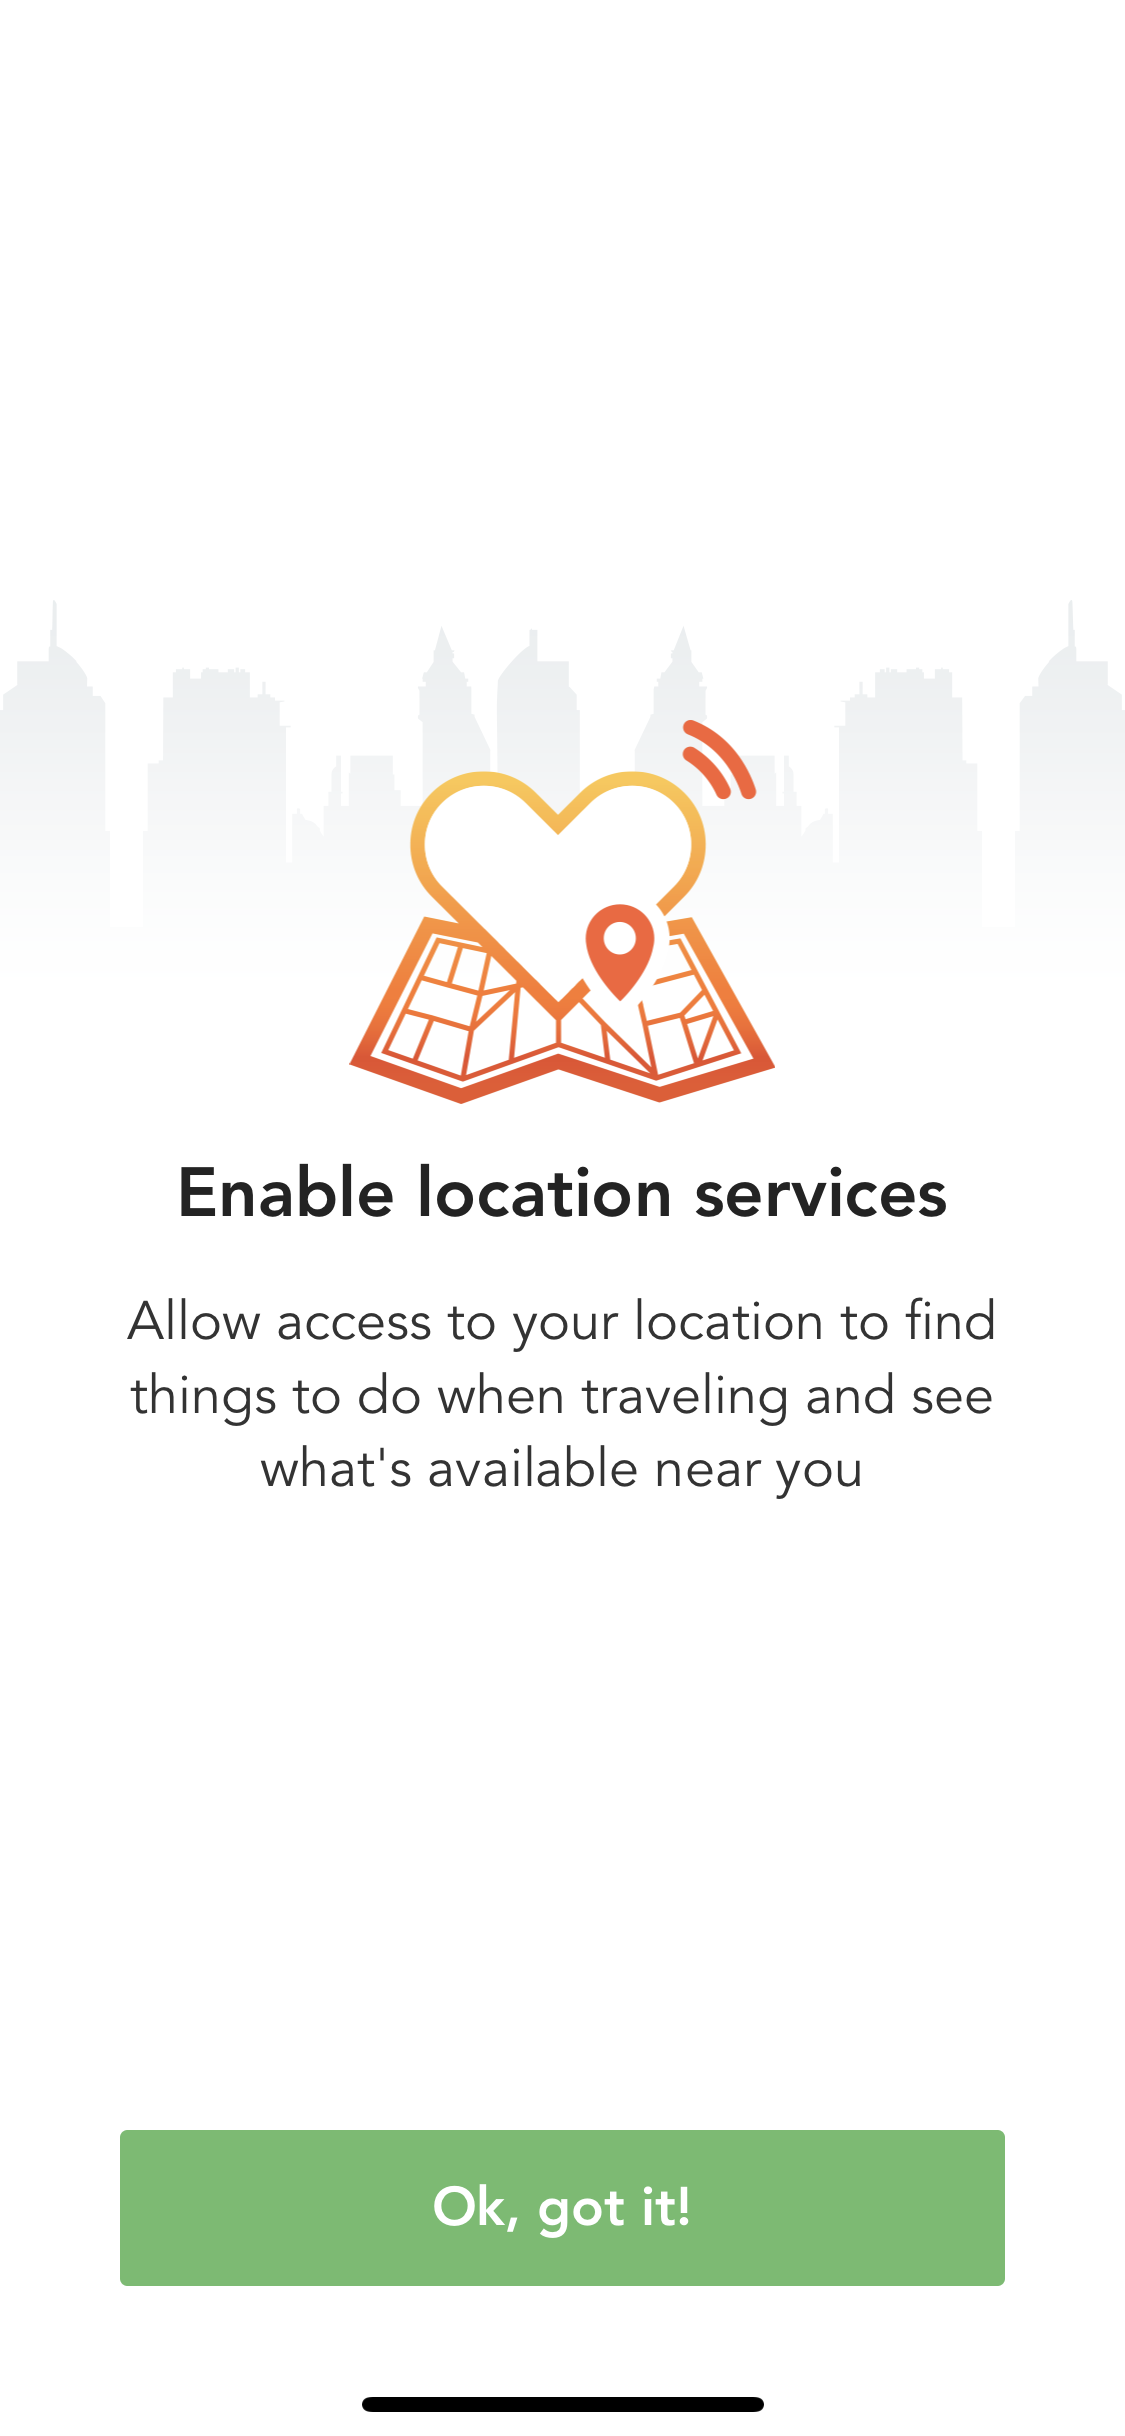 Enable location services
Allow access to your location to find
things to do when traveling and see
what's available near you
Ok, got it!